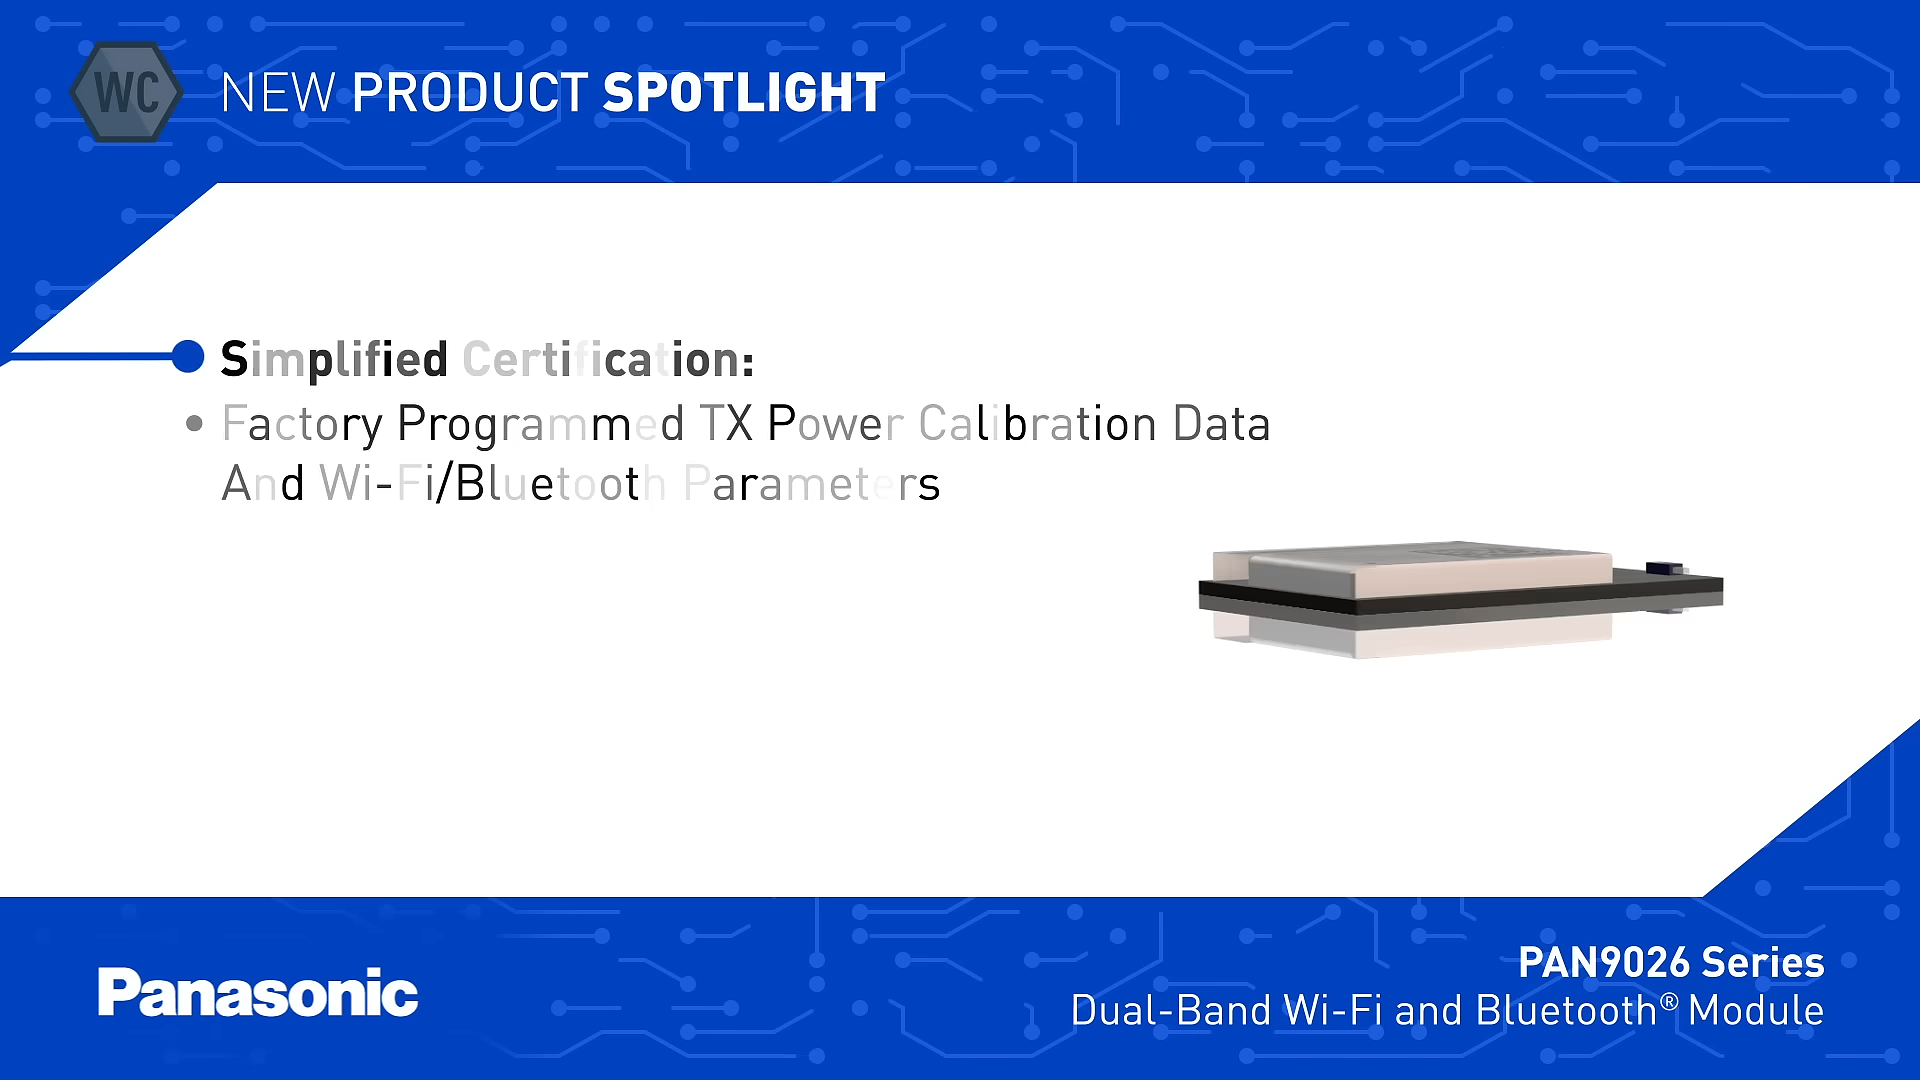 WC
NEW PRODUCT SPOTLIGHT
Simplified Certification:
• Factory Programmed TX Power Calibration Data
And Wi-Fi/Bluetooth Parameters
Panasonic
PAN9026 Series
Dual-Band Wi-Fi and Bluetooth® Module